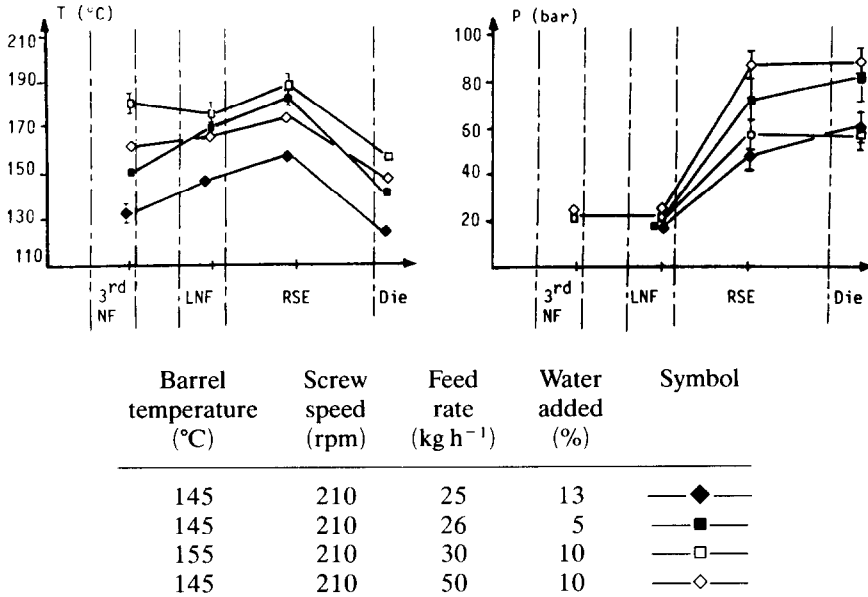 T (°C)
210
190
170
150
130
110
3rd
NF
LNF
RSE
Die
P (bar)
100
80
60
40
20
3rd
NF
LNF
RSE
Die
Barrel temperature (°C)
Screw speed (rpm)
Feed rate (kg h⁻¹)
Water added (%)
Symbol
145 210 25 13
145 210 26 5
155 210 30 10
145 210 50 10